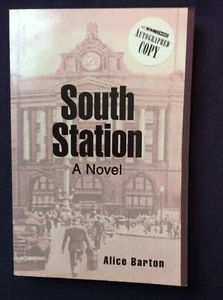 AUTOGRAPHED
COPY
South
Station
A Novel
Alice Barton